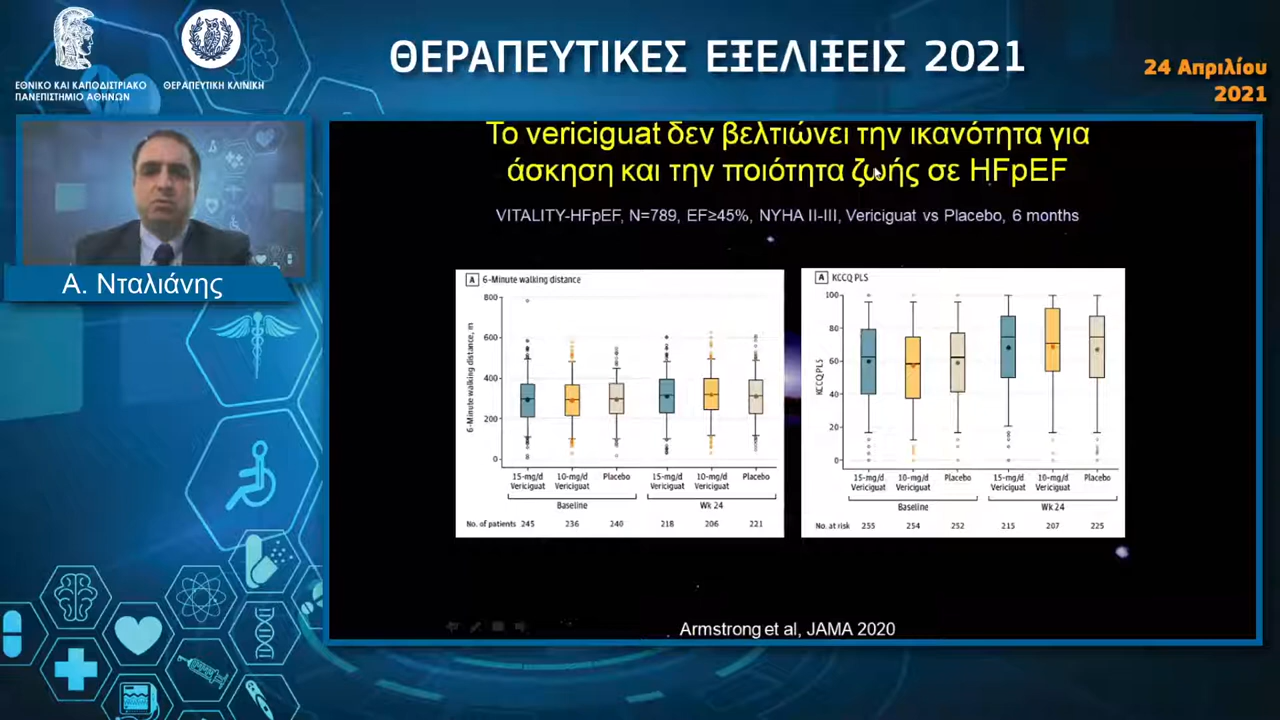 ΕΘΝΙΚΟ ΚΑΙ ΚΑΠΟΔΙΣΤΡΙΑΚΟ
ΠΑΝΕΠΙΣΤΗΜΙΟ ΑΘΗΝΩΝ
ΘΕΡΑΠΕΥΤΙΚΗ ΚΛΙΝΙΚΗ
ΘΕΡΑΠΕΥΤΙΚΕΣ ΕΞΕΛΙΞΕΙΣ 2021
24 Απριλίου
2021
Α. Νταλιάνης
Το vericiguat δεν βελτιώνει την ικανότητα για
άσκηση και την ποιότητα ζωής σε HFpEF
VITALITY-HFpEF, N=789, EF≥45%, NYHA II-III, Vericiguat vs Placebo, 6 months
A 6-Minute walking distance
6-Minute walking distance, m
800
600
400
200
0
15-mg/d Vericiguat
10-mg/d Vericiguat
Placebo
15-mg/d Vericiguat
10-mg/d Vericiguat
Placebo
Baseline
Wk 24
No. of patients 245 236 240 218 206 221
A KCCQ PLS
KCCQ PLS
100
80
60
40
20
0
15-mg/d Vericiguat
10-mg/d Vericiguat
Placebo
15-mg/d Vericiguat
10-mg/d Vericiguat
Placebo
Baseline
Wk 24
No. at risk 255 254 252 215 207 225
Armstrong et al, JAMA 2020